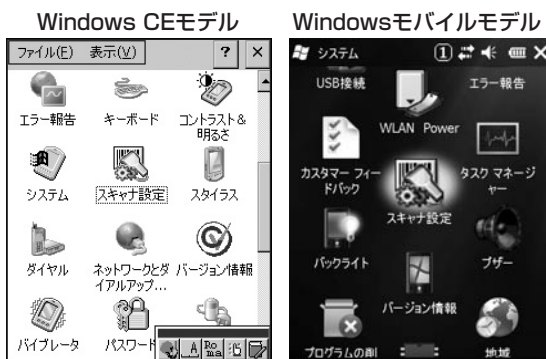 Windows CEモデル
Windowsモバイルモデル
ファイル(F) 表示(V) ? ×
エラー報告
キーボード
コントラスト&
明るさ
システム
スキャナ設定
スタイラス
ダイヤル
ネットワークとダ
イアルアップ...
バージョン情報
バイブレータ
パスワード
A
Ro
ma
システム
1
USB接続
エラー報告
WLAN Power
カスタマー フィー
ドバック
タスク マネージ
ャー
スキャナ設定
バックライト
ブザー
バージョン情報
プログラムの削
地域